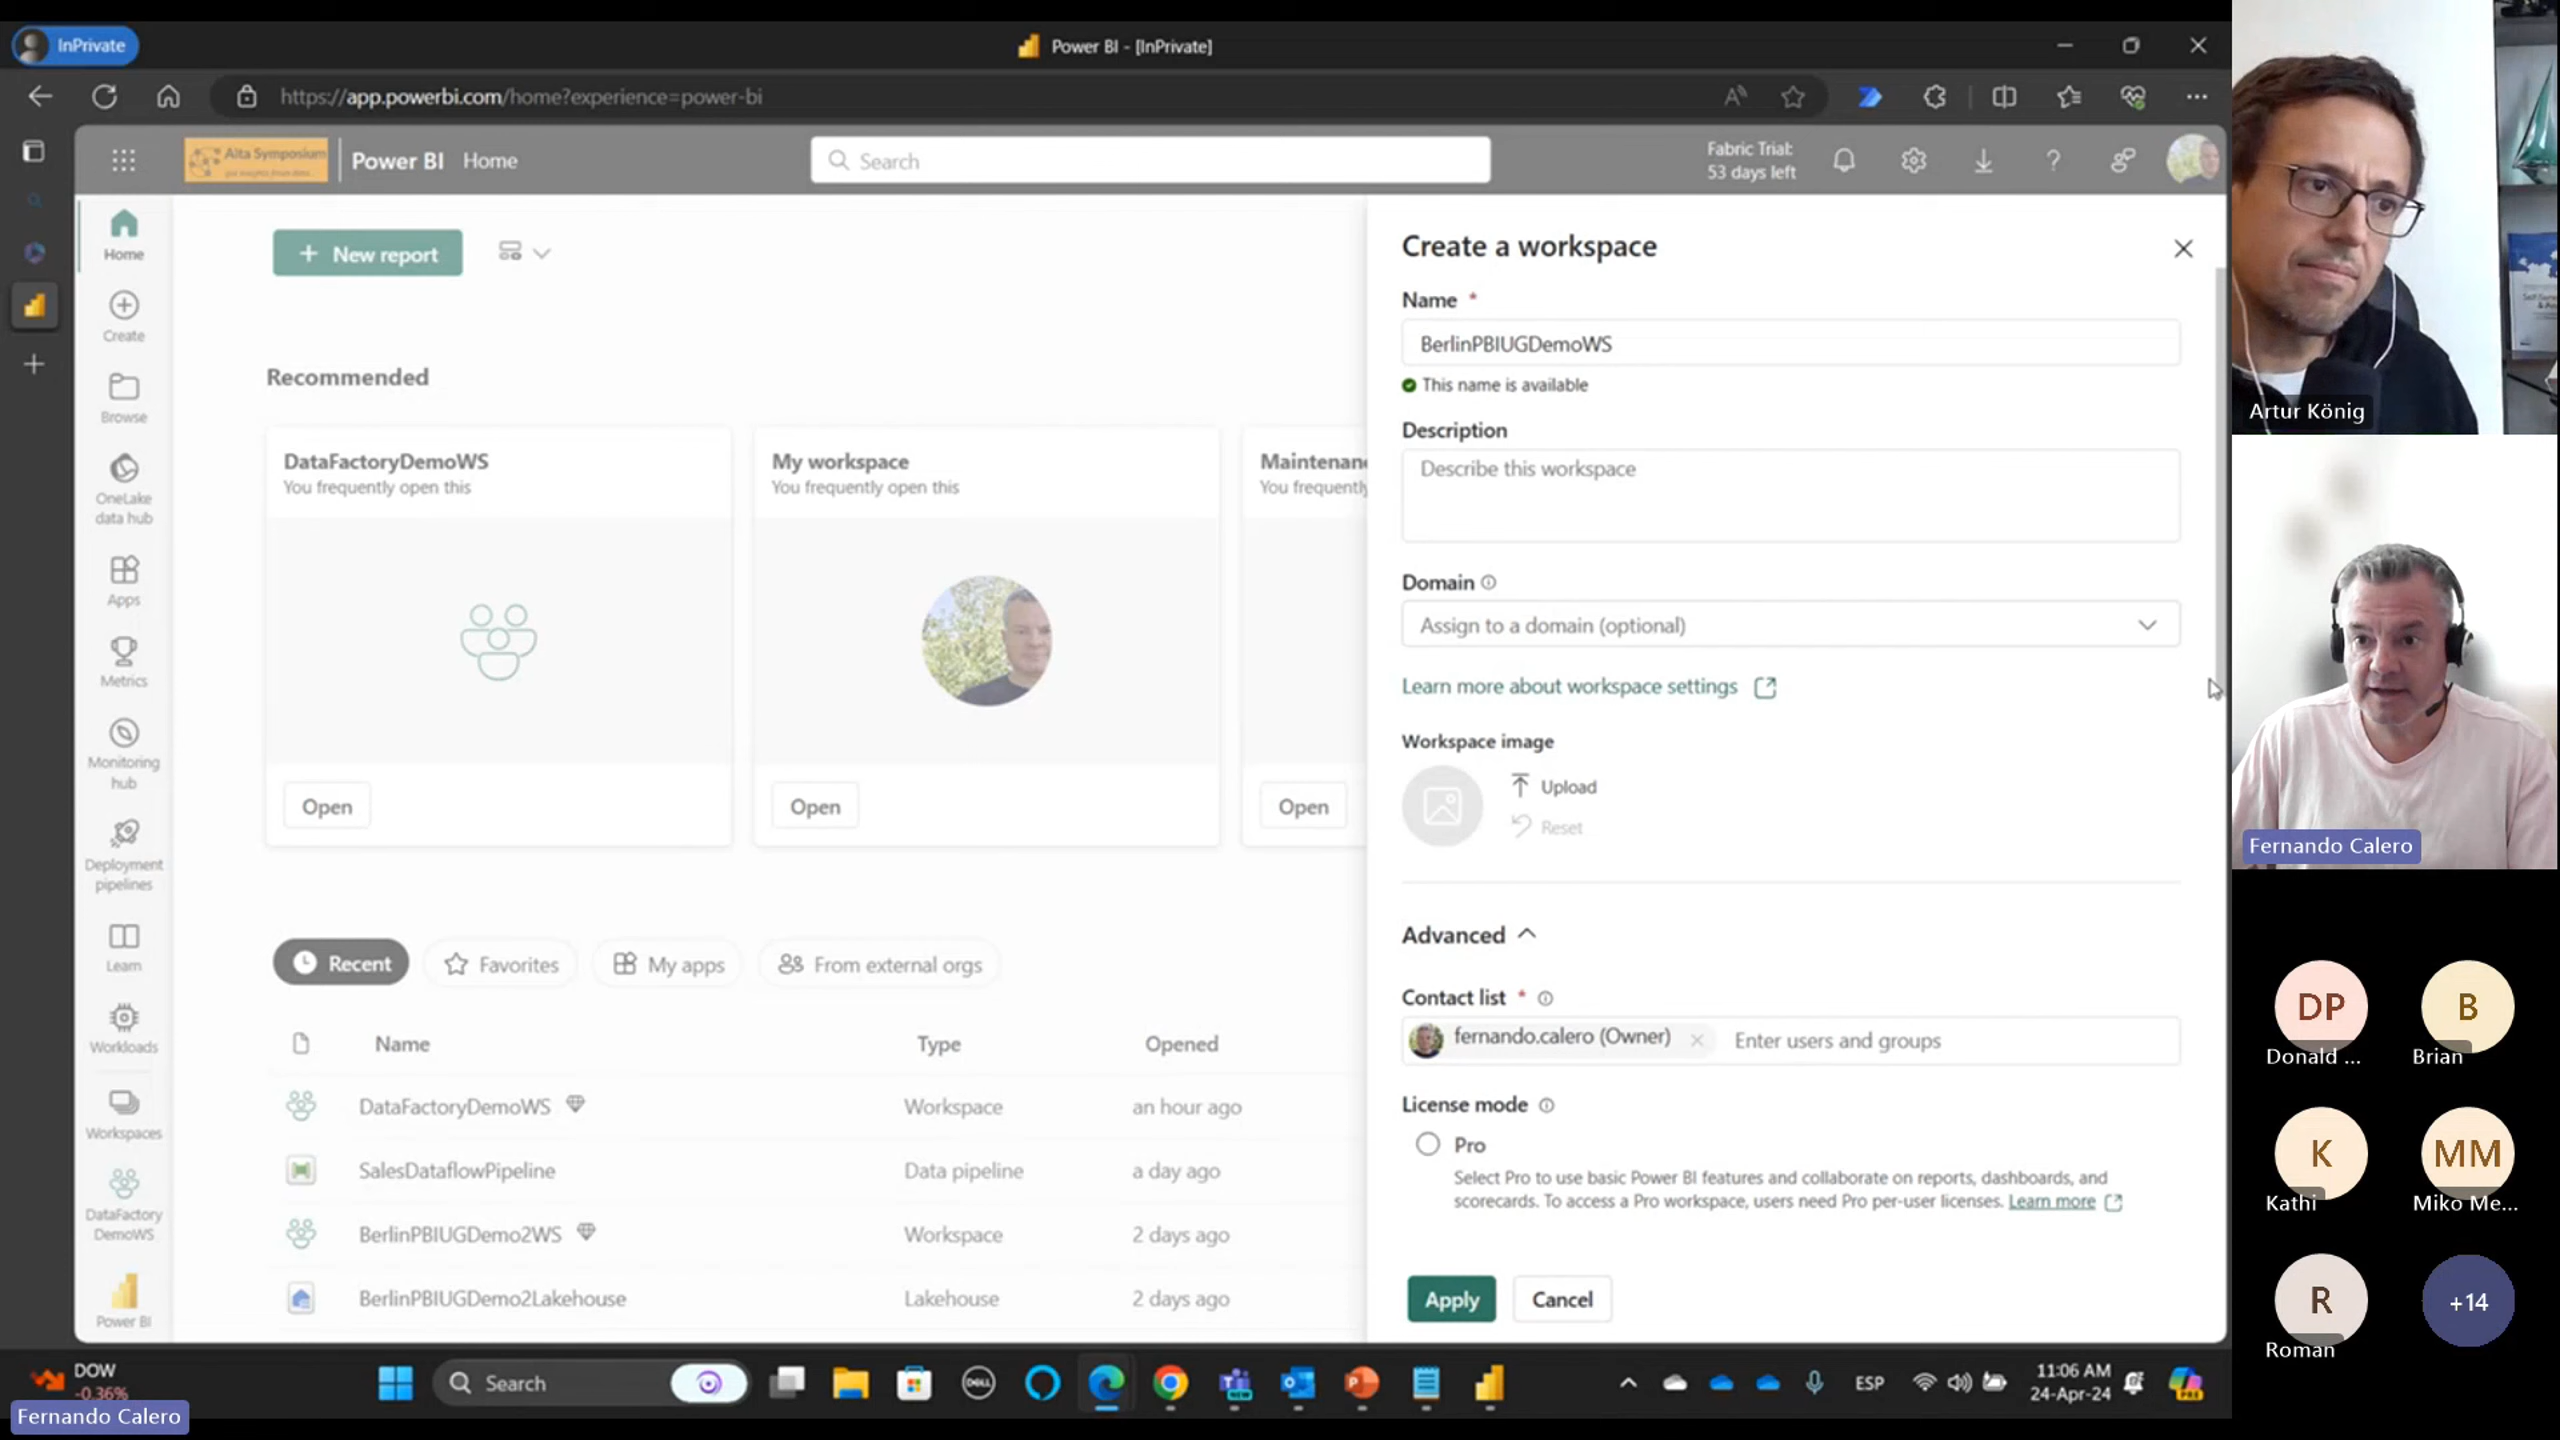 InPrivate
Power BI - [InPrivate]
https://app.powerbi.com/home?experience=power-bi
Alta Symposium
Power BI Home
Search
Fabric Trial:
53 days left
Home
Create
Browse
OneLake
data hub
Apps
Metrics
Monitoring
hub
Deployment
pipelines
Learn
Workloads
Workspaces
DataFactory
DemoWS
Power BI
+ New report
Recommended
DataFactoryDemoWS
You frequently open this
Open
My workspace
You frequently open this
Open
Maintenan
You frequently
Open
Recent
Favorites
My apps
From external orgs
Name Type Opened
DataFactoryDemoWS Workspace an hour ago
SalesDataflowPipeline Data pipeline a day ago
BerlinPBIUGDemo2WS Workspace 2 days ago
BerlinPBIUGDemo2Lakehouse Lakehouse 2 days ago
Create a workspace
Name *
BerlinPBIUGDemoWS
This name is available
Description
Describe this workspace
Domain
Assign to a domain (optional)
Learn more about workspace settings
Workspace image
Upload
Reset
Advanced
Contact list *
fernando.calero (Owner) Enter users and groups
License mode
Pro
Select Pro to use basic Power BI features and collaborate on reports, dashboards, and
scorecards. To access a Pro workspace, users need Pro per-user licenses. Learn more
Apply
Cancel
DOW
-0.36%
Search
DELL
ESP
11:06 AM
24-Apr-24
PRE
Fernando Calero
Artur König
Fernando Calero
DP
Donald ...
B
Brian
K
Kathi
MM
Miko Me...
R
Roman
+14